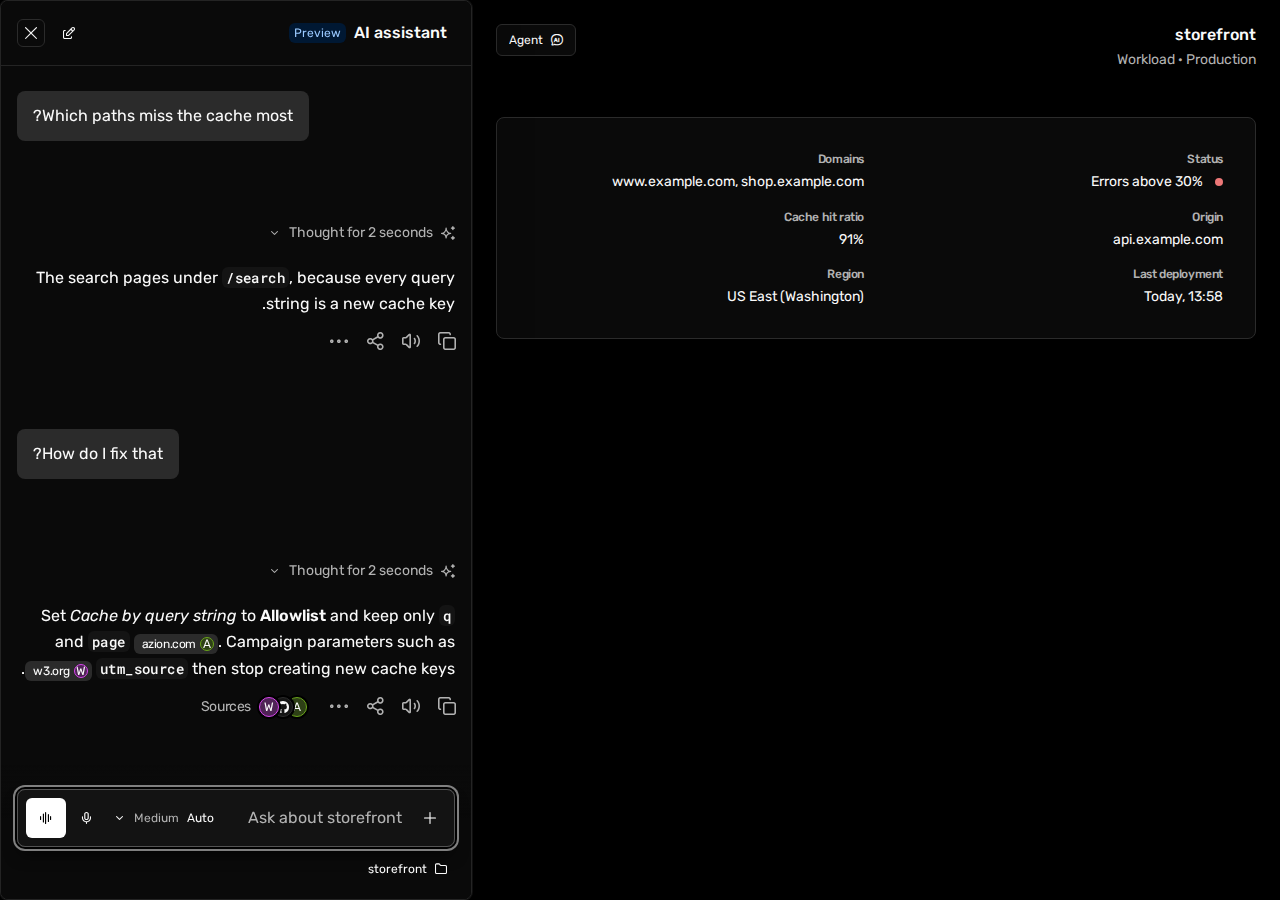 AI assistant
Preview
?Which paths miss the cache most
Thought for 2 seconds
The search pages under /search, because every query
.string is a new cache key
?How do I fix that
Thought for 2 seconds
Set Cache by query string to Allowlist and keep only q
and page azion.com A. Campaign parameters such as
.w3.org W utm_source then stop creating new cache keys
Sources W A
Ask about storefront
Medium Auto
storefront
Agent AI
storefront
Workload • Production
Status
Errors above 30%
Domains
www.example.com, shop.example.com
Origin
api.example.com
Cache hit ratio
91%
Last deployment
Today, 13:58
Region
US East (Washington)